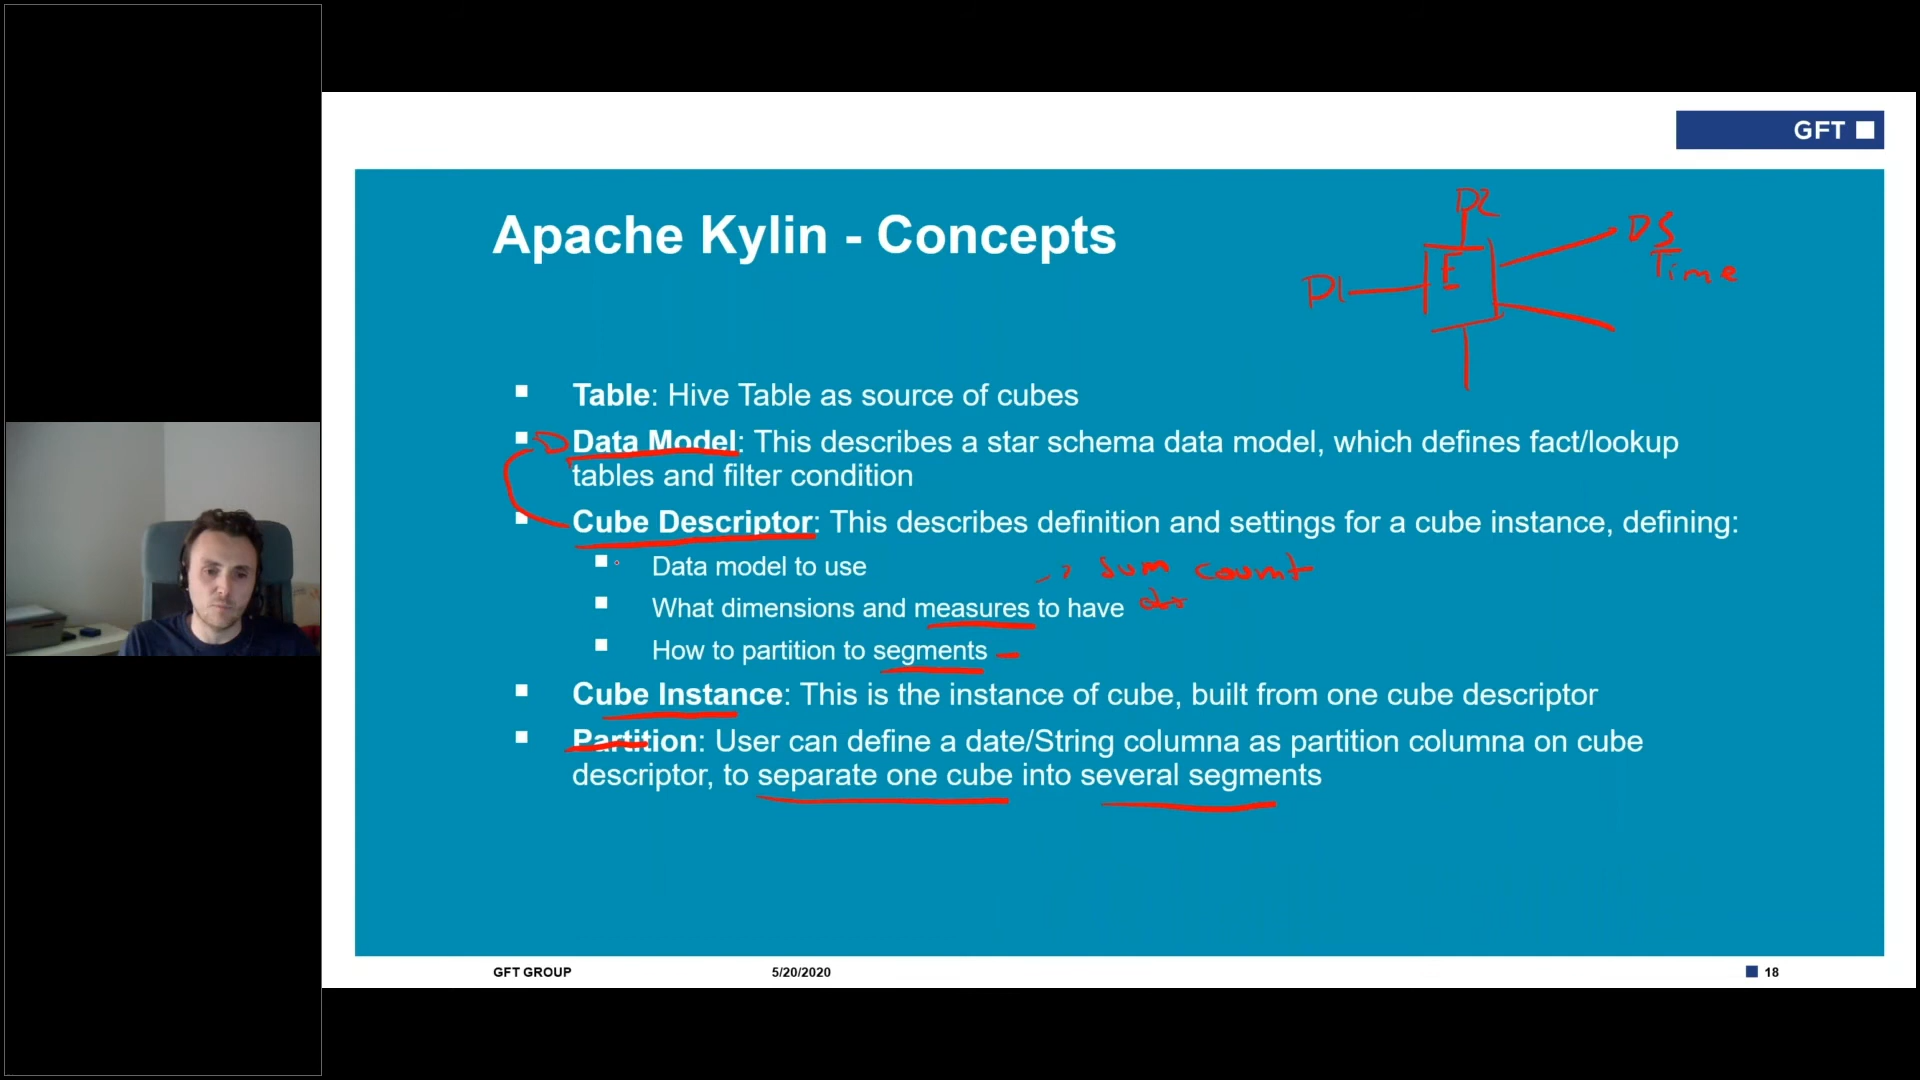 GFT
Apache Kylin - Concepts
D2
D1
DS
Time
Table: Hive Table as source of cubes
Data Model: This describes a star schema data model, which defines fact/lookup
tables and filter condition
Cube Descriptor: This describes definition and settings for a cube instance, defining:
Data model to use
sum count
What dimensions and measures to have
How to partition to segments
Cube Instance: This is the instance of cube, built from one cube descriptor
Partition: User can define a date/String columna as partition columna on cube
descriptor, to separate one cube into several segments
GFT GROUP
5/20/2020
18